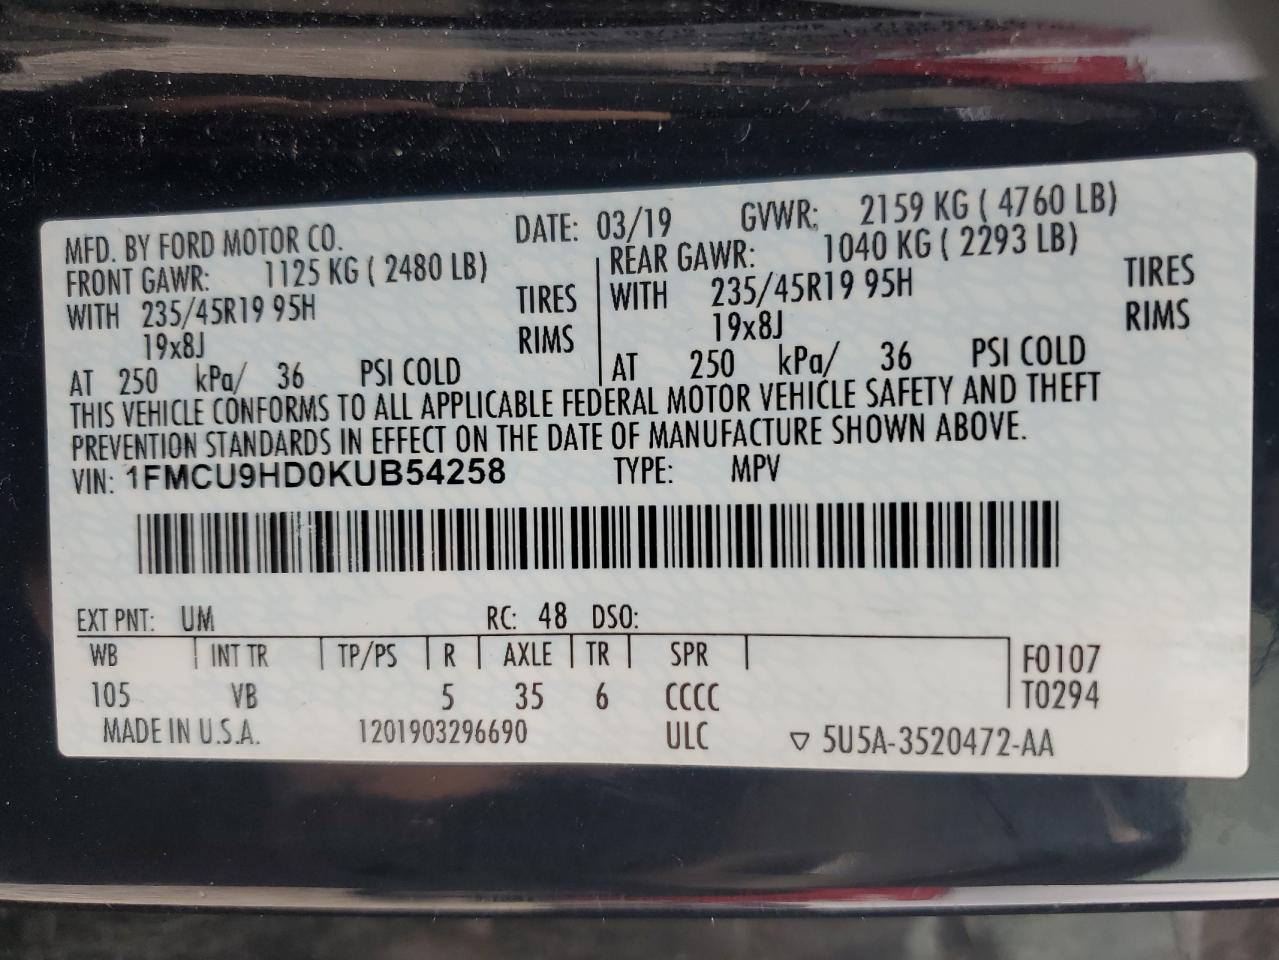 MFD. BY FORD MOTOR CO. DATE: 03/19 GVWR: 2159 KG ( 4760 LB)
FRONT GAWR: 1125 KG ( 2480 LB) REAR GAWR: 1040 KG ( 2293 LB)
WITH 235/45R19 95H TIRES WITH 235/45R19 95H TIRES
19x8J RIMS 19x8J RIMS
AT 250 kPa/ 36 PSI COLD AT 250 kPa/ 36 PSI COLD
THIS VEHICLE CONFORMS TO ALL APPLICABLE FEDERAL MOTOR VEHICLE SAFETY AND THEFT
PREVENTION STANDARDS IN EFFECT ON THE DATE OF MANUFACTURE SHOWN ABOVE.
VIN: 1FMCU9HD0KUB54258 TYPE: MPV
EXT PNT: UM RC: 48 DSO:
WB INT TR TP/PS R AXLE TR SPR F0107
105 VB 5 35 6 CCCC T0294
MADE IN U.S.A. 1201903296690 ULC ▽ 5U5A-3520472-AA